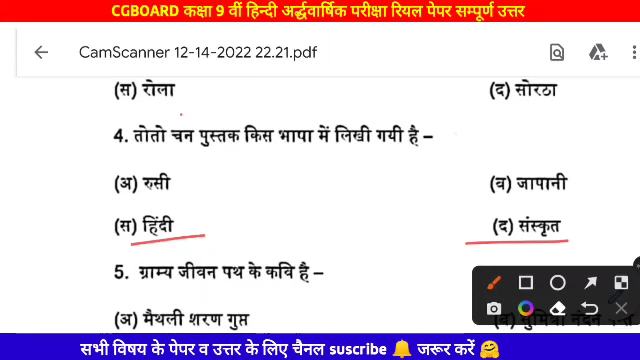 CGBOARD कक्षा 9 वीं हिन्दी अर्द्धवार्षिक परीक्षा रियल पेपर सम्पूर्ण उत्तर
CamScanner 12-14-2022 22.21.pdf
(स) रोला (द) सोरठा
4. तोतो चन पुस्तक किस भाषा में लिखी गयी है –
(अ) रुसी (ब) जापानी
(स) हिंदी (द) संस्कृत
5. ग्राम्य जीवन पथ के कवि है –
(अ) मैथली शरण गुप्त (ब) सुमित्रा नंदन पन्त
सभी विषय के पेपर व उत्तर के लिए चैनल suscribe 🔔 जरूर करें 🤗